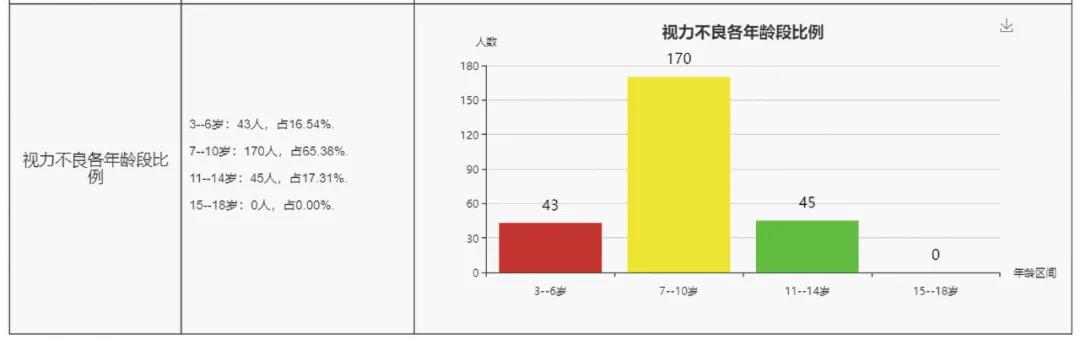 视力不良各年龄段比
例
3--6岁：43人，占16.54%.
7--10岁：170人，占65.38%.
11--14岁：45人，占17.31%.
15--18岁：0人，占0.00%.
视力不良各年龄段比例
人数
180
150
120
90
60
30
0
43
170
45
0
3--6岁
7--10岁
11--14岁
15--18岁
年龄区间